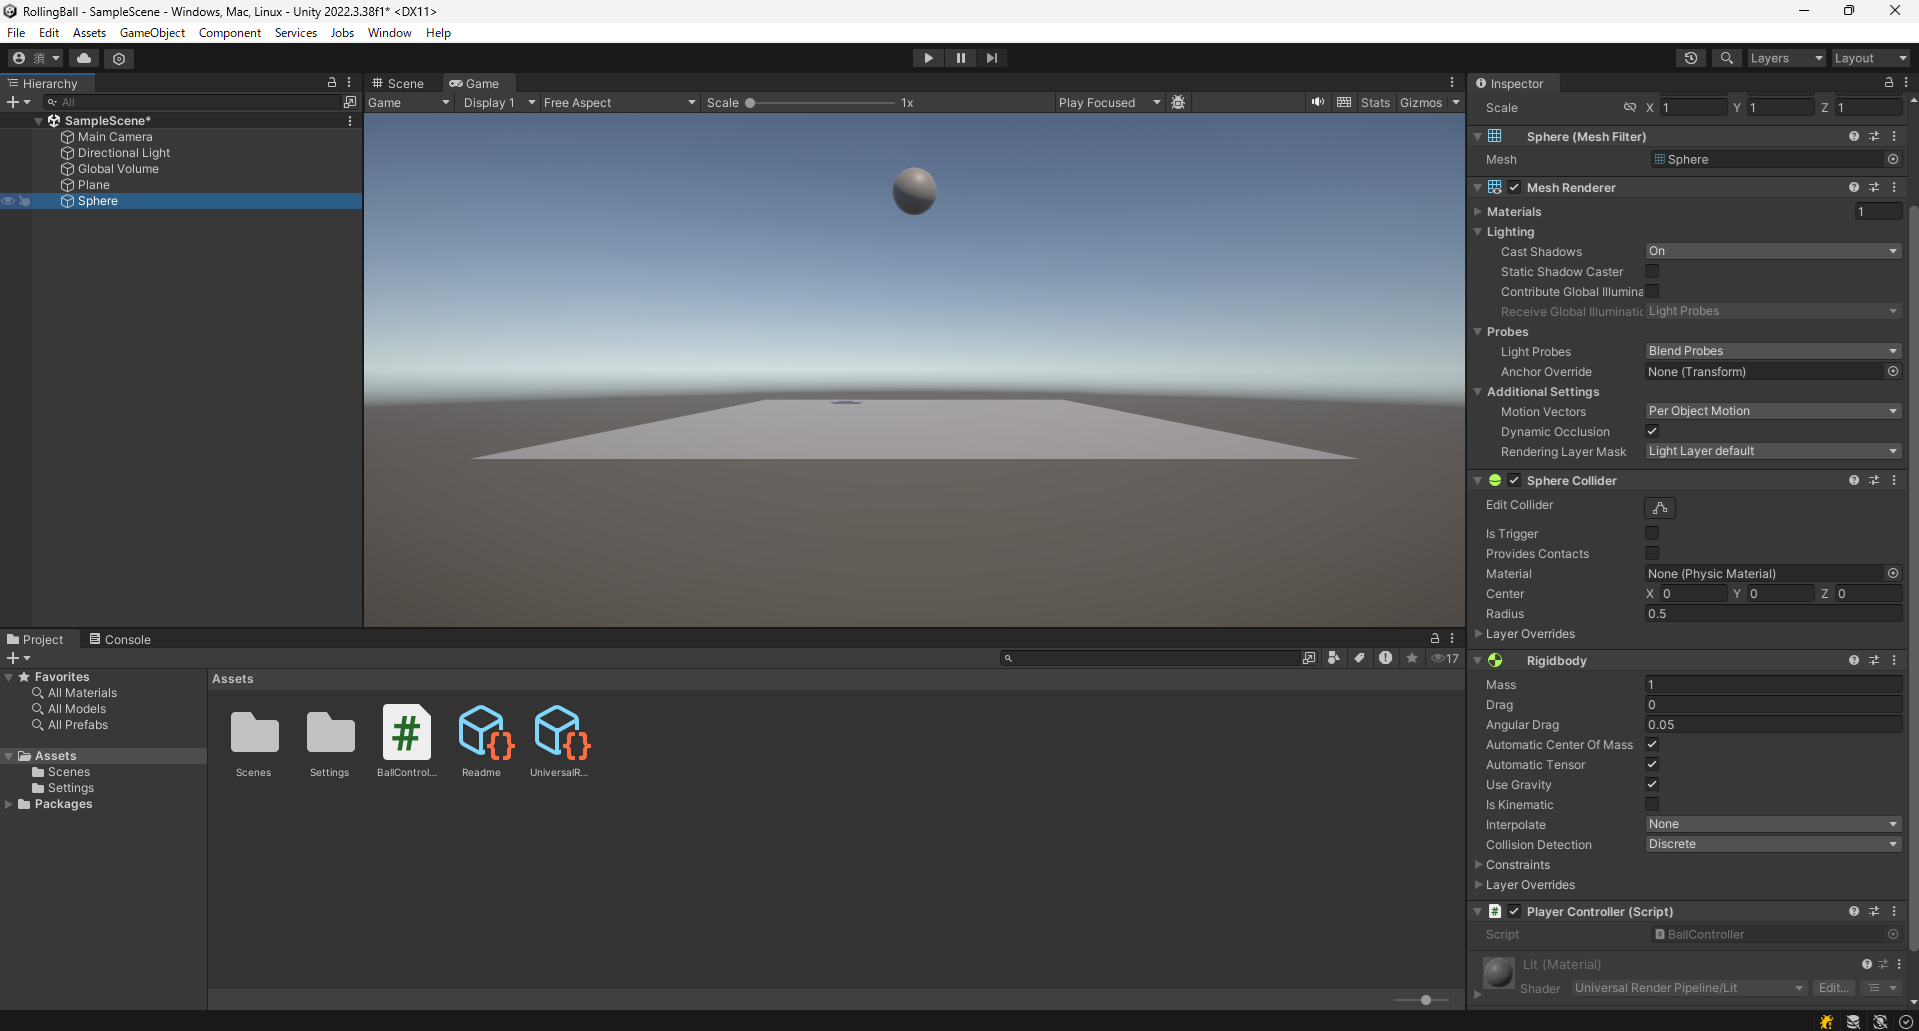 RollingBall - SampleScene - Windows, Mac, Linux - Unity 2022.3.38f1* <DX11>
File Edit Assets GameObject Component Services Jobs Window Help
須 Layers Layout
Hierarchy
All
SampleScene*
Main Camera
Directional Light
Global Volume
Plane
Sphere
Scene Game
Game Display 1 Free Aspect Scale 1x Play Focused Stats Gizmos
Project Console
17
Favorites
All Materials
All Models
All Prefabs
Assets
Scenes
Settings
Packages
Assets
Scenes Settings BallControl... Readme UniversalR...
Inspector
Scale X 1 Y 1 Z 1
Sphere (Mesh Filter)
Mesh Sphere
Mesh Renderer
Materials 1
Lighting
Cast Shadows On
Static Shadow Caster
Contribute Global Illumina
Receive Global Illuminatic Light Probes
Probes
Light Probes Blend Probes
Anchor Override None (Transform)
Additional Settings
Motion Vectors Per Object Motion
Dynamic Occlusion
Rendering Layer Mask Light Layer default
Sphere Collider
Edit Collider
Is Trigger
Provides Contacts
Material None (Physic Material)
Center X 0 Y 0 Z 0
Radius 0.5
Layer Overrides
Rigidbody
Mass 1
Drag 0
Angular Drag 0.05
Automatic Center Of Mass
Automatic Tensor
Use Gravity
Is Kinematic
Interpolate None
Collision Detection Discrete
Constraints
Layer Overrides
# Player Controller (Script)
Script BallController
Lit (Material)
Shader Universal Render Pipeline/Lit Edit...